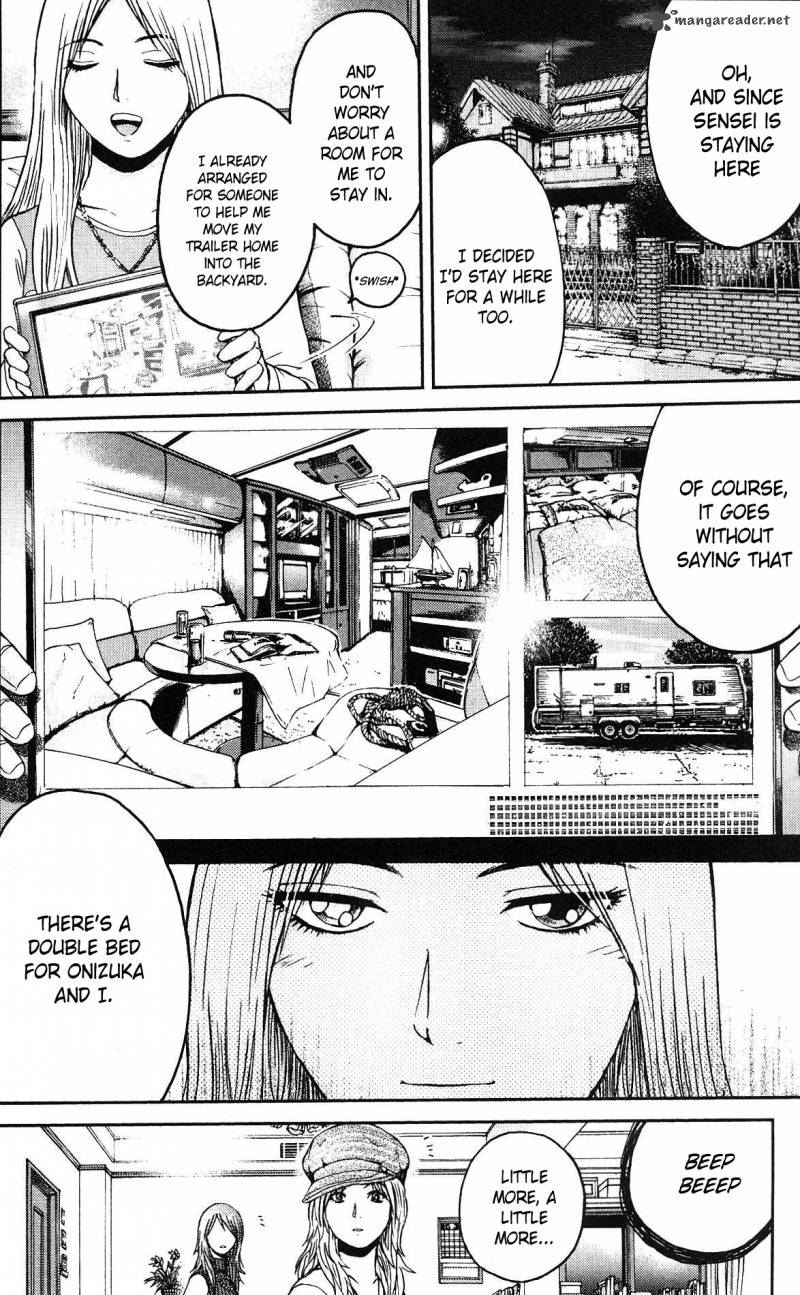 mangareader.net
OH,
AND SINCE
SENSEI IS
STAYING
HERE
I DECIDED
I'D STAY HERE
FOR A WHILE
TOO.
AND
DON'T
WORRY
ABOUT A
ROOM FOR
ME TO
STAY IN.
*SWISH*
I ALREADY
ARRANGED
FOR SOMEONE
TO HELP ME
MOVE MY
TRAILER HOME
INTO THE
BACKYARD.
OF COURSE,
IT GOES
WITHOUT
SAYING THAT
THERE'S A
DOUBLE BED
FOR ONIZUKA
AND I.
BEEP
BEEEP
LITTLE
MORE, A
LITTLE
MORE...